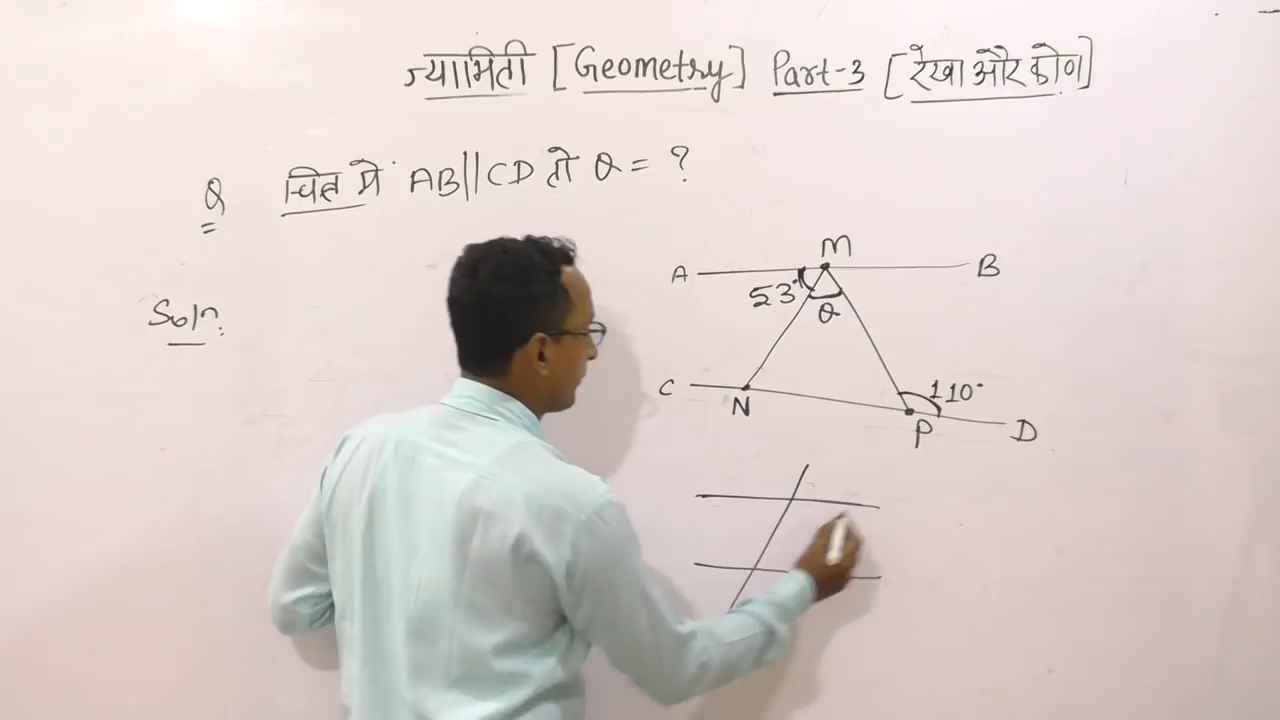 ज्यामिती [Geometry] Part-3 [रेखा और कोण]
Q चित्र में AB||CD तो θ = ?
Soln:
M
A B
53°
θ
C 110°
N P D